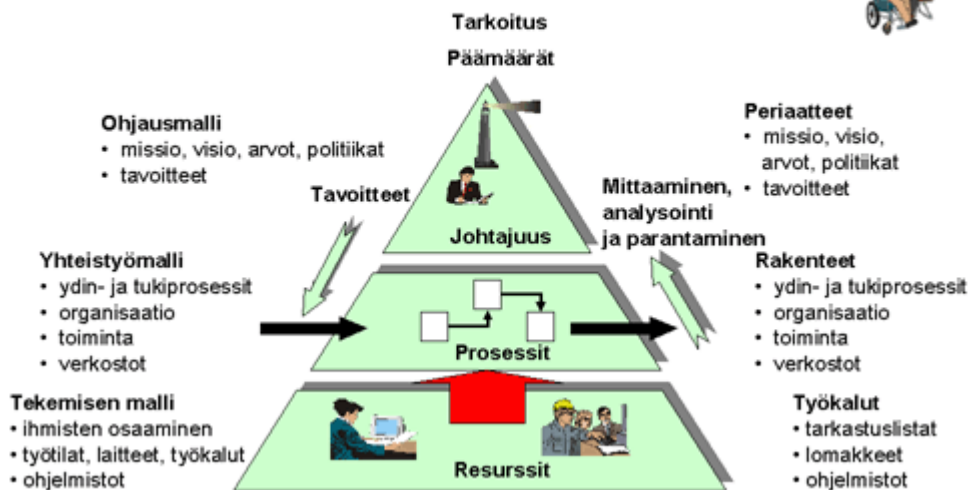 Tarkoitus
Päämäärät
Ohjausmalli
• missio, visio, arvot, politiikat
• tavoitteet
Tavoitteet
Periaatteet
• missio, visio,
arvot, politiikat
• tavoitteet
Mittaaminen,
analysointi
ja parantaminen
Johtajuus
Yhteistyömalli
• ydin- ja tukiprosessit
• organisaatio
• toiminta
• verkostot
Prosessit
Rakenteet
• ydin- ja tukiprosessit
• organisaatio
• toiminta
• verkostot
Tekemisen malli
• ihmisten osaaminen
• työtilat, laitteet, työkalut
• ohjelmistot
Resurssit
Työkalut
• tarkastuslistat
• lomakkeet
• ohjelmistot